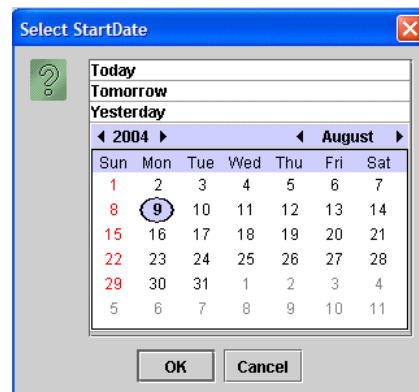 Select StartDate
Today
Tomorrow
Yesterday
2004 August
Sun Mon Tue Wed Thu Fri Sat
1 2 3 4 5 6 7
8 9 10 11 12 13 14
15 16 17 18 19 20 21
22 23 24 25 26 27 28
29 30 31 1 2 3 4
5 6 7 8 9 10 11
OK Cancel